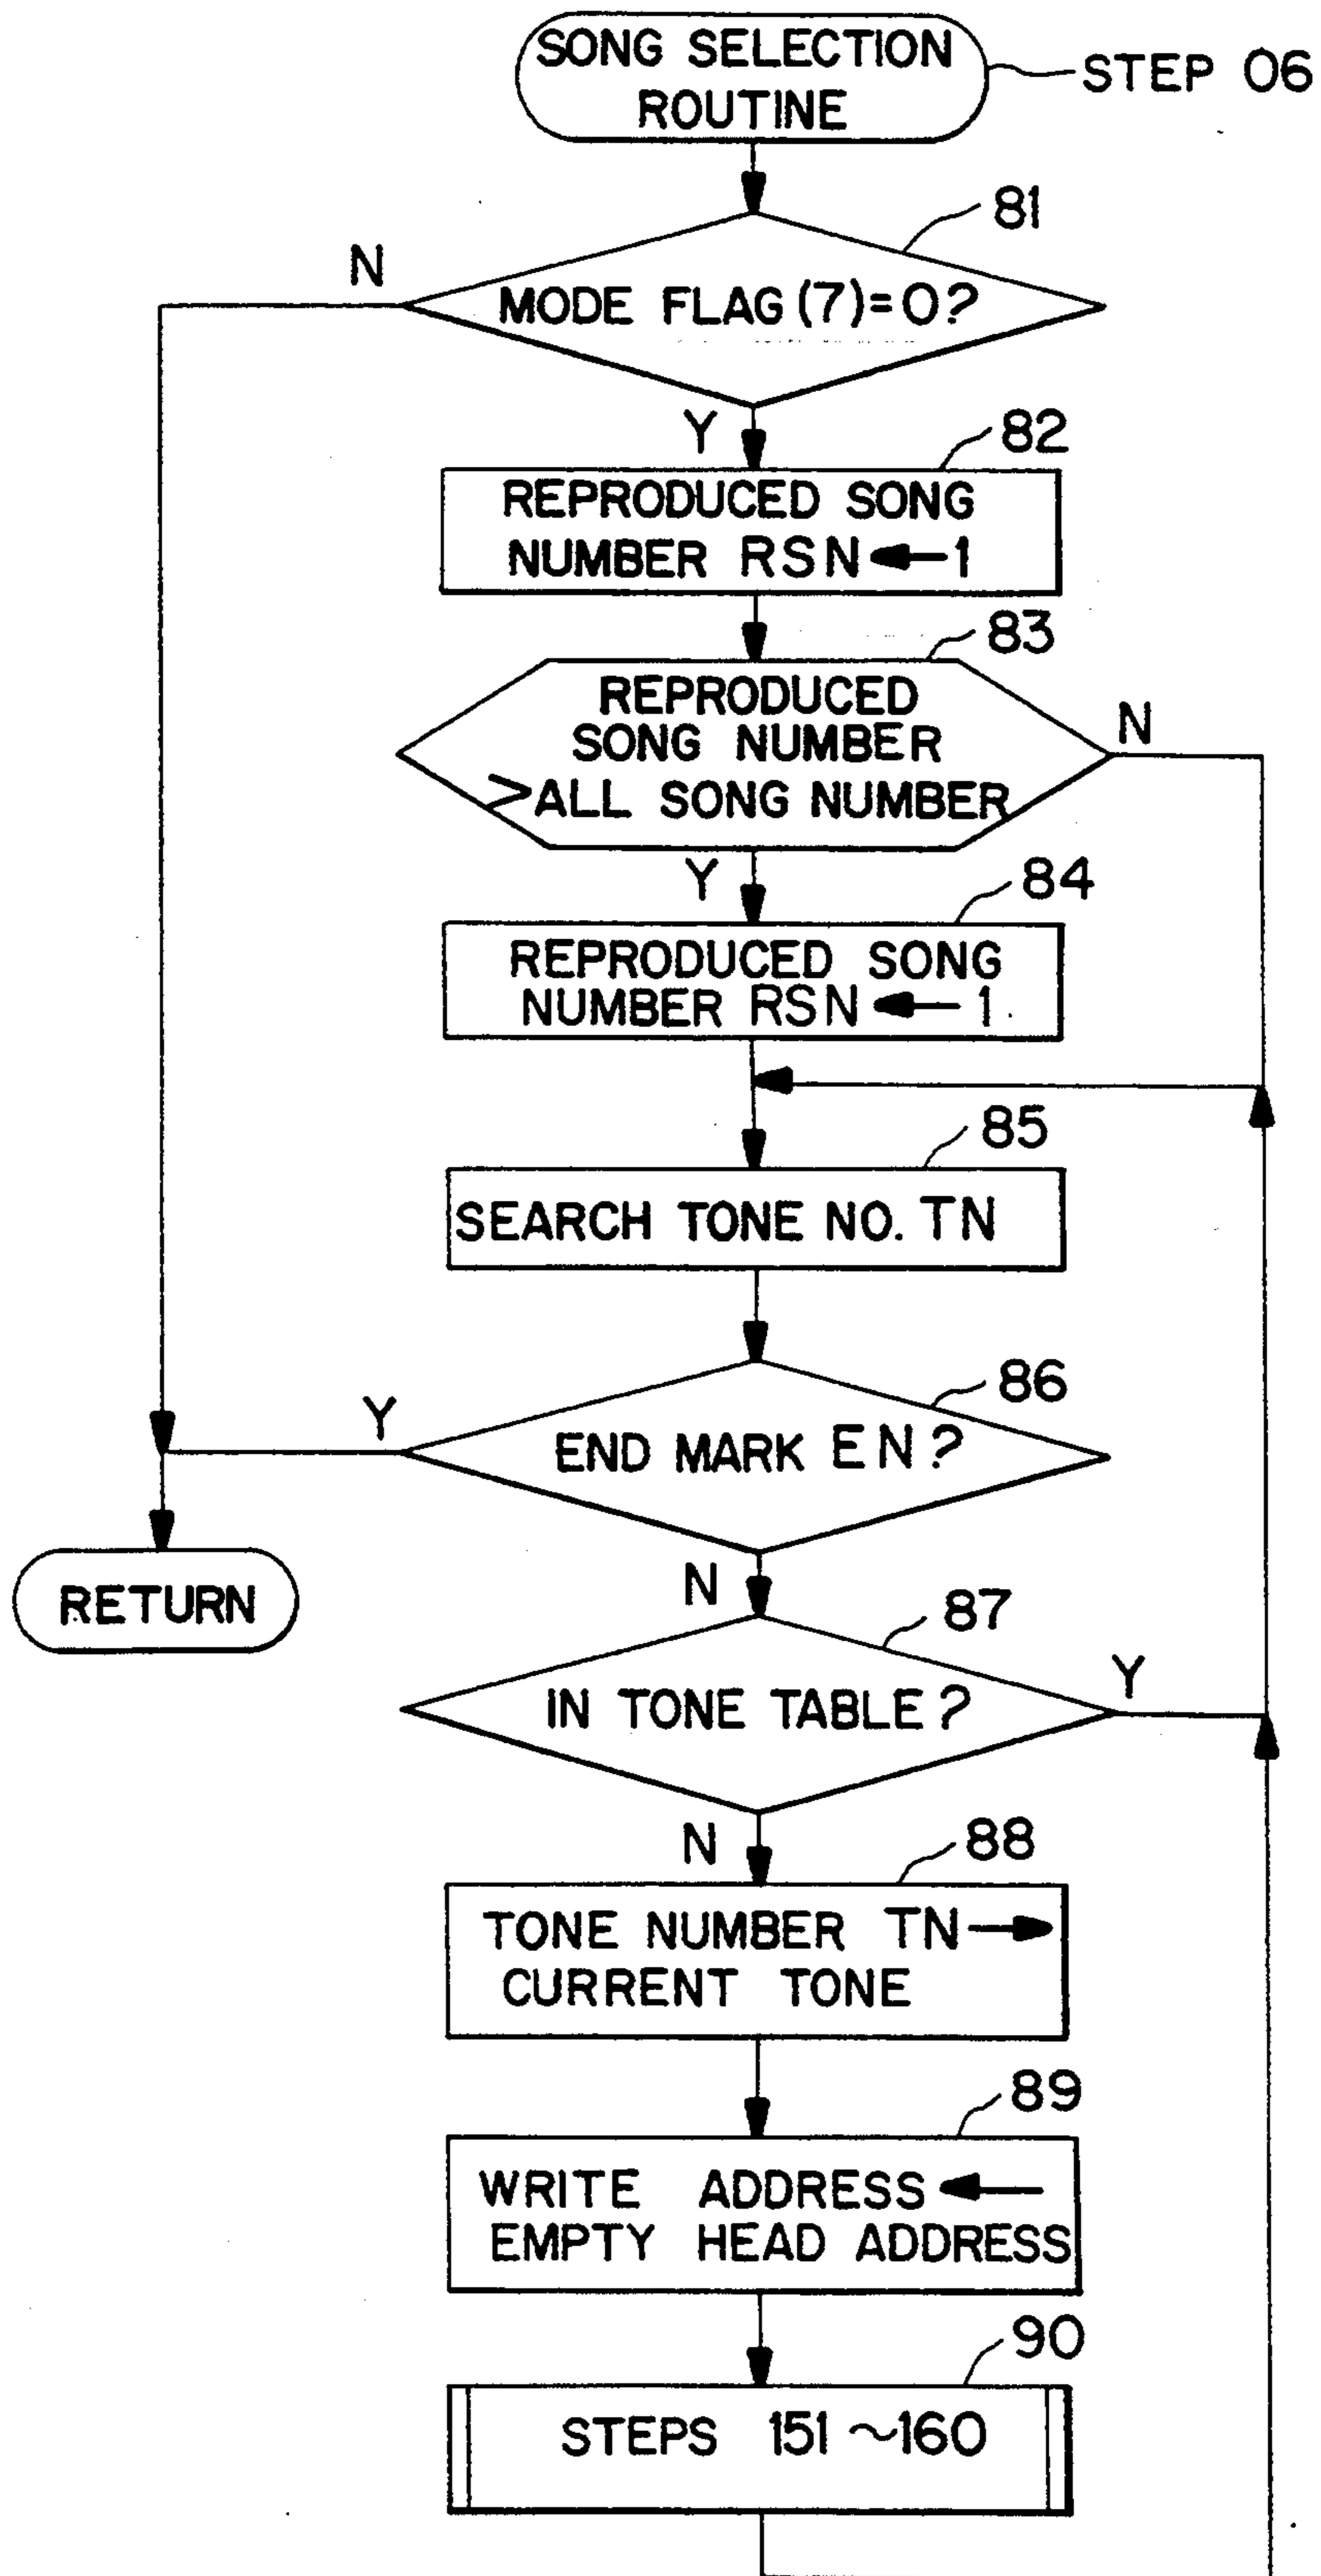 SONG SELECTION
ROUTINE
STEP 06
81
N
MODE FLAG (7)=0?
Y
82
REPRODUCED SONG
NUMBER RSN ← 1
83
REPRODUCED
SONG NUMBER
>ALL SONG NUMBER
N
Y
84
REPRODUCED SONG
NUMBER RSN ← 1
85
SEARCH TONE NO. TN
86
Y
END MARK EN?
N
RETURN
87
IN TONE TABLE?
Y
N
88
TONE NUMBER TN →
CURRENT TONE
89
WRITE ADDRESS ←
EMPTY HEAD ADDRESS
90
STEPS 151 ~160